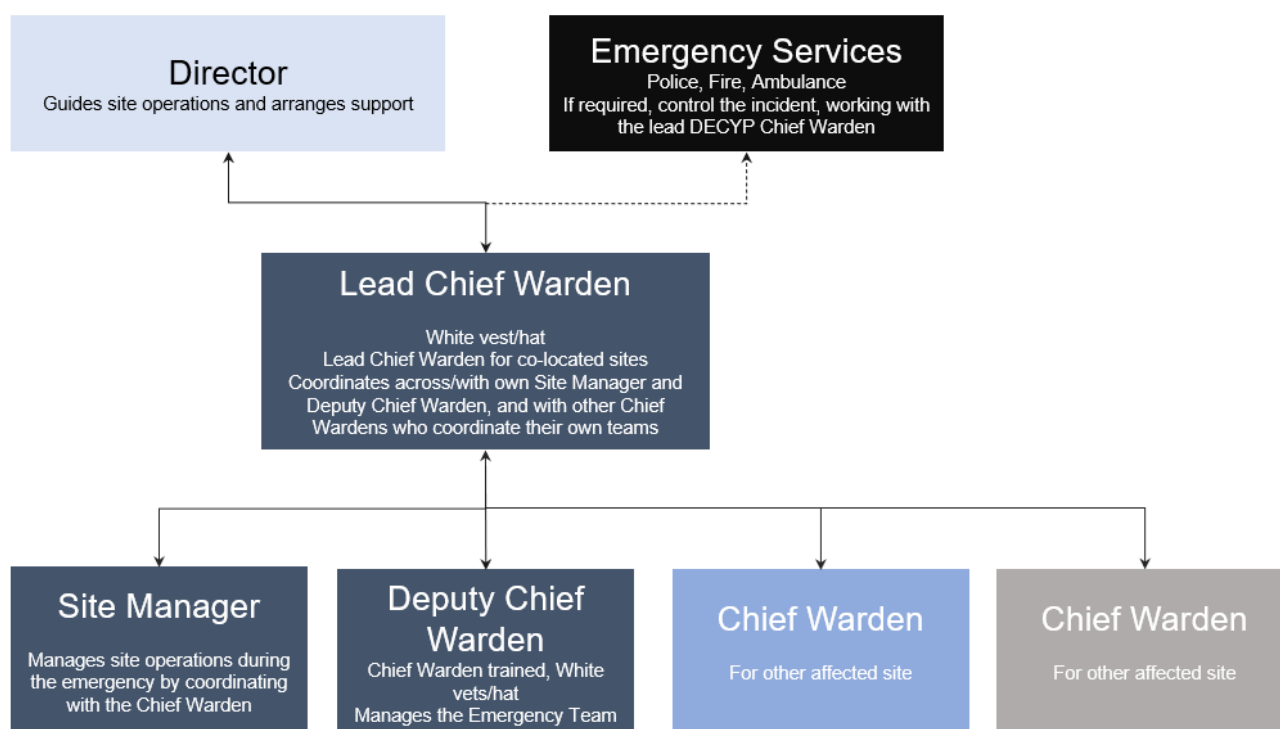 Director
Guides site operations and arranges support
Emergency Services
Police, Fire, Ambulance
If required, control the incident, working with
the lead DECYP Chief Warden
Lead Chief Warden
White vest/hat
Lead Chief Warden for co-located sites
Coordinates across/with own Site Manager and
Deputy Chief Warden, and with other Chief
Wardens who coordinate their own teams
Site Manager
Manages site operations during
the emergency by coordinating
with the Chief Warden
Deputy Chief
Warden
Chief Warden trained, White
vets/hat
Manages the Emergency Team
Chief Warden
For other affected site
Chief Warden
For other affected site